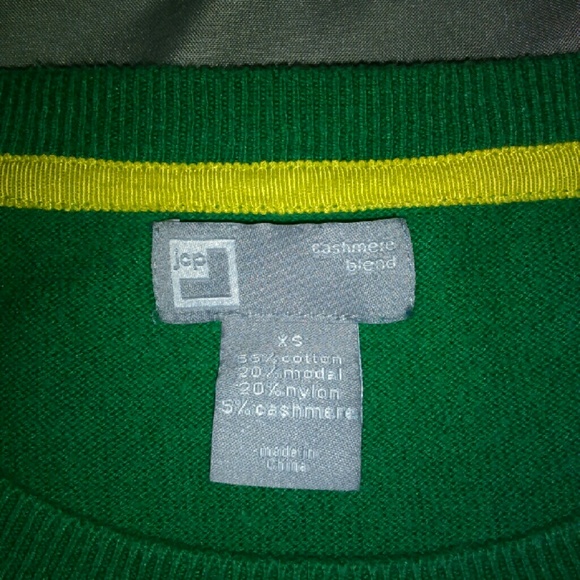 jcp
cashmere
blend
XS
55% cotton
20% modal
20% nylon
5% cashmere
made in
China